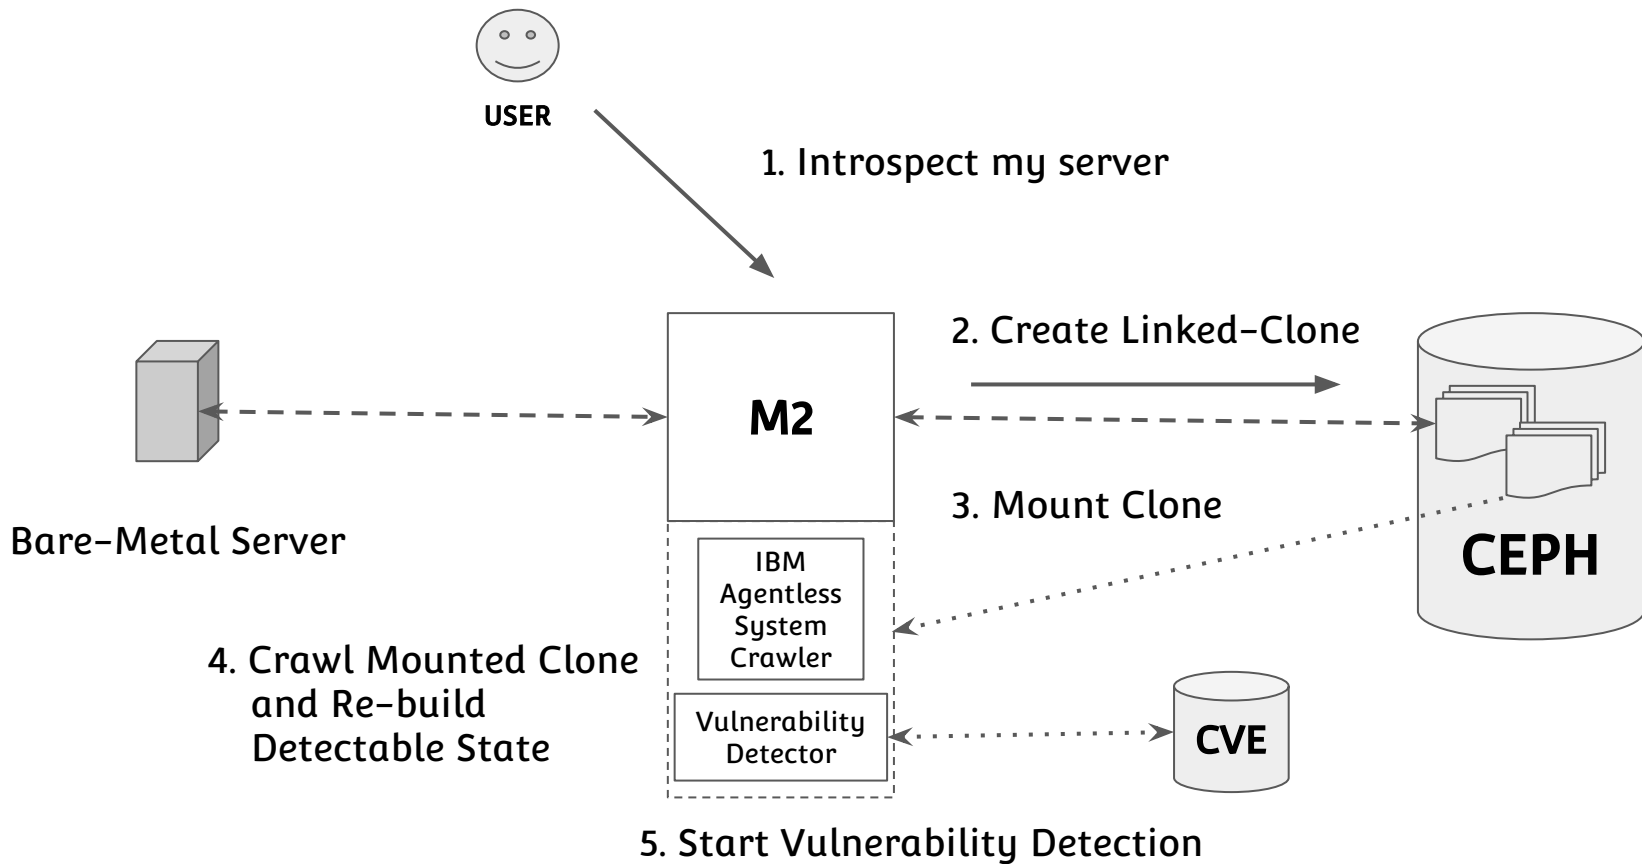 USER
1. Introspect my server
2. Create Linked-Clone
M2
3. Mount Clone
Bare-Metal Server
CEPH
IBM
Agentless
System
Crawler
4. Crawl Mounted Clone
and Re-build
Detectable State
Vulnerability
Detector
CVE
5. Start Vulnerability Detection